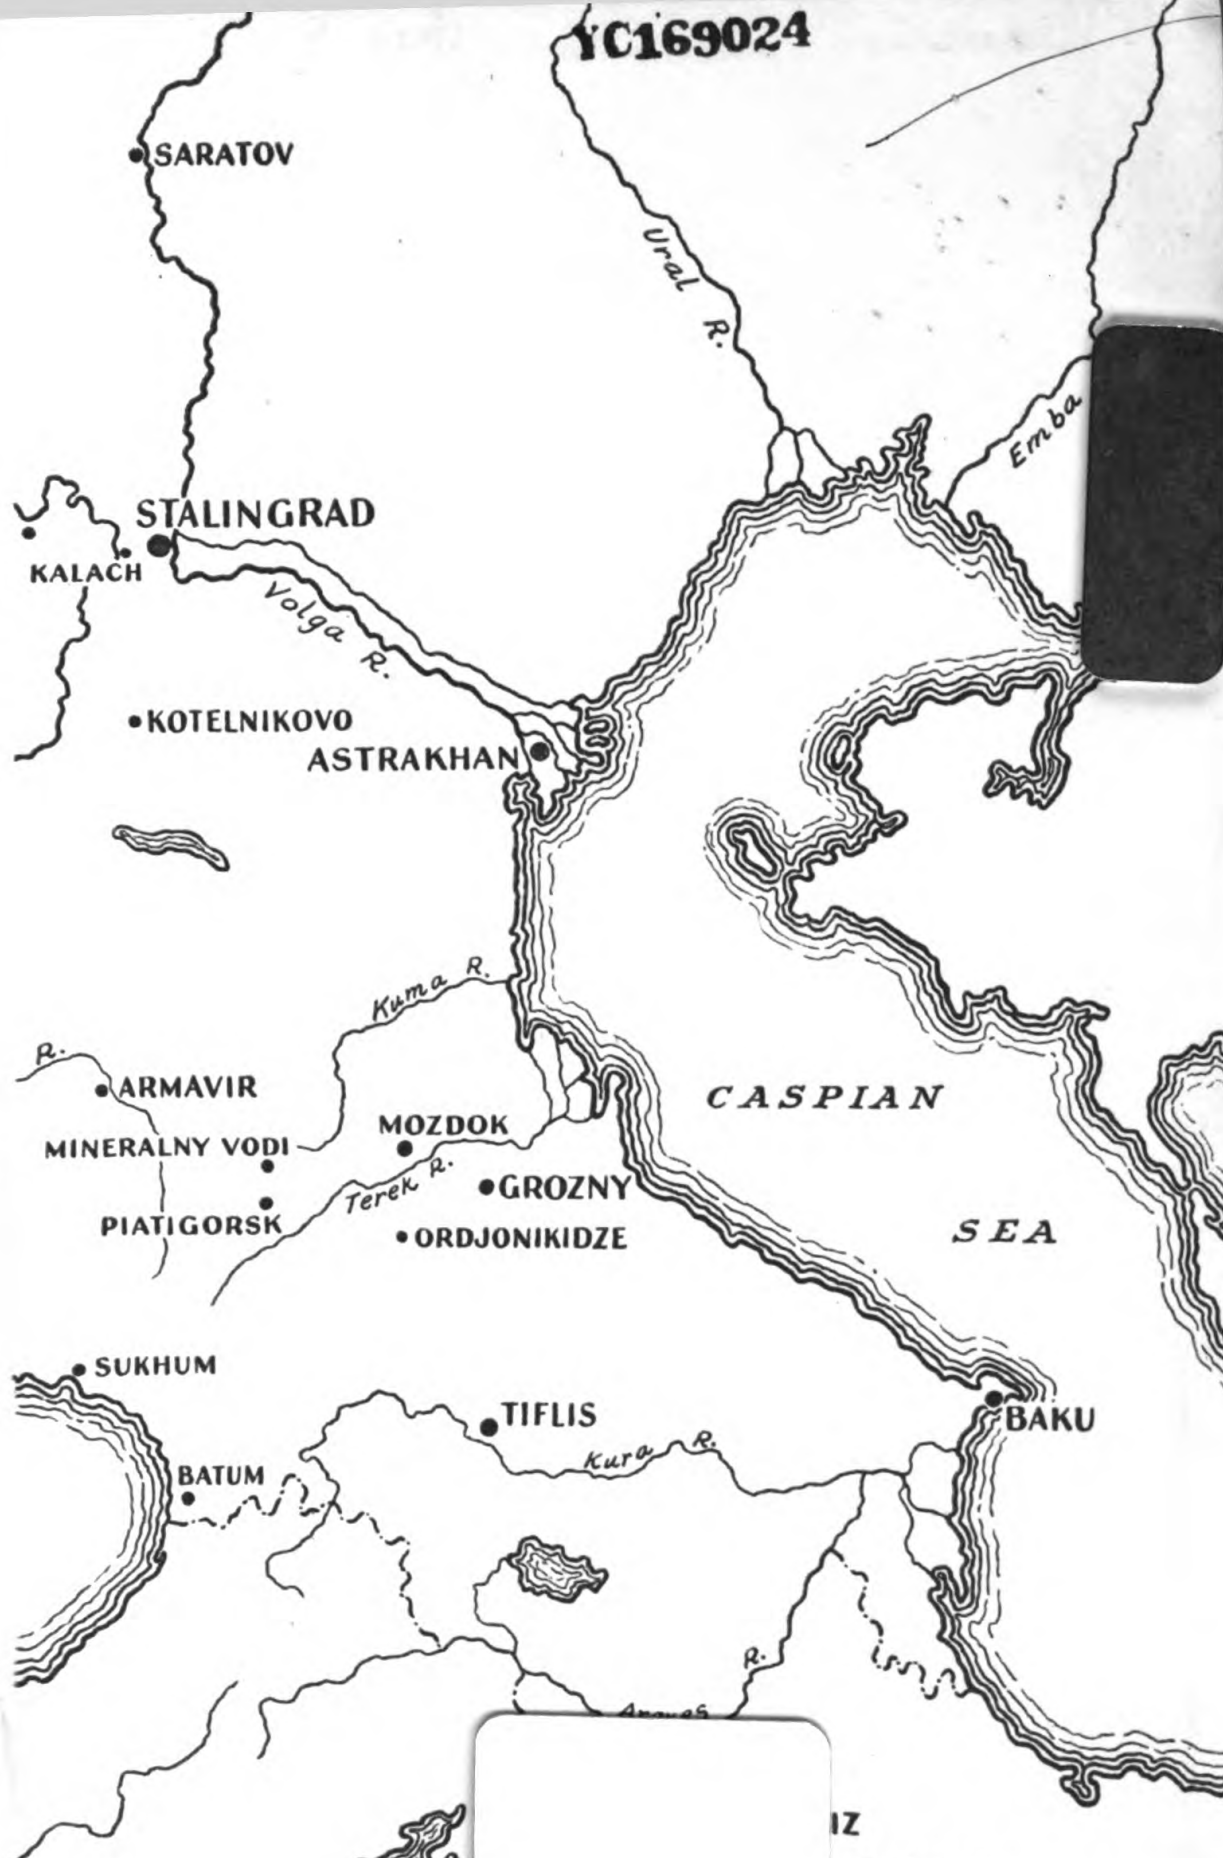 YC169024
SARATOV
Ural R.
Emba
STALINGRAD
KALACH
Volga R.
KOTELNIKOVO
ASTRAKHAN
Kuma R.
R.
ARMAVIR
CASPIAN
MOZDOK
MINERALNY VODI
Terek R.
GROZNY
PIATIGORSK
ORDJONIKIDZE
SEA
SUKHUM
TIFLIS
BAKU
Kura R.
BATUM
R.
IZ